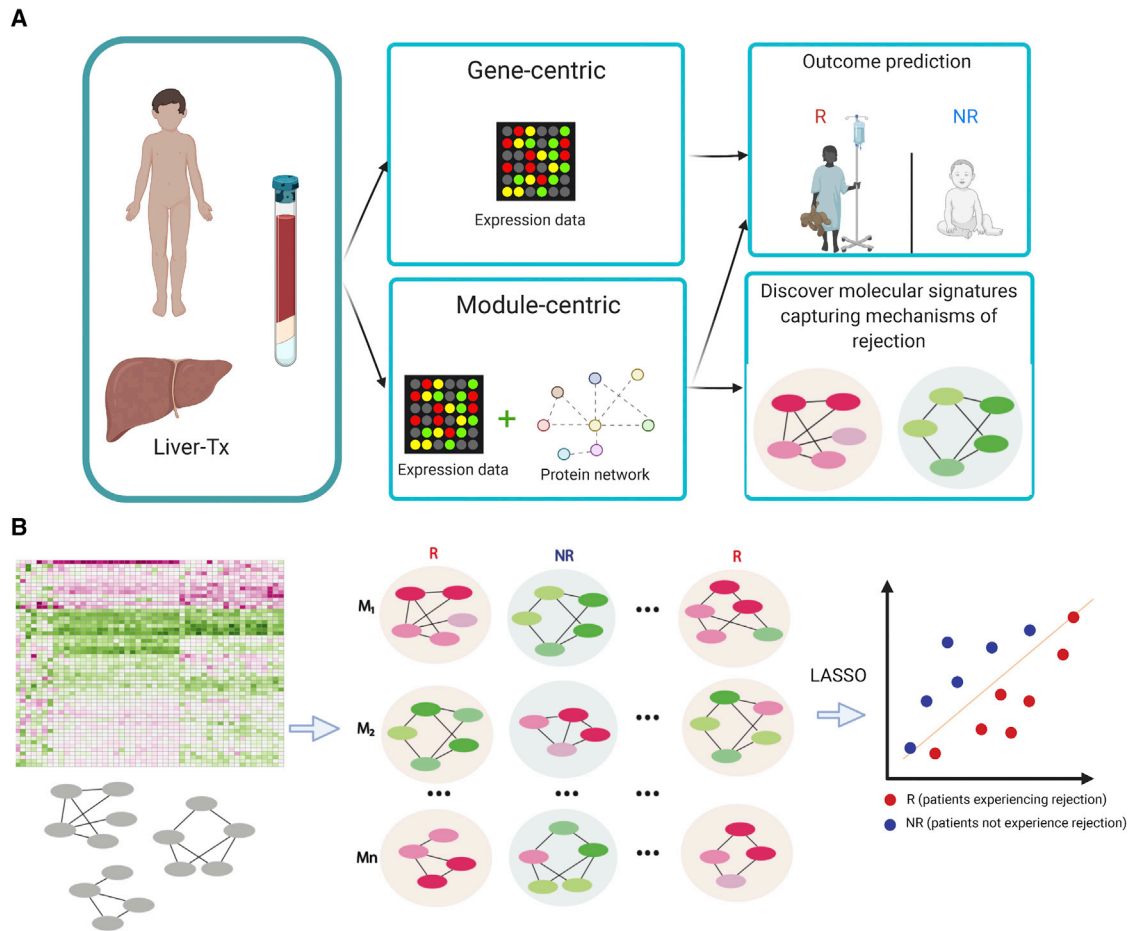 A
Gene-centric
Expression data
Outcome prediction
R
NR
Liver-Tx
Module-centric
Expression data
+
Protein network
Discover molecular signatures
capturing mechanisms of
rejection
B
R
NR
R
M1
•••
M2
•••
••• ••• •••
Mn
•••
LASSO
R (patients experiencing rejection)
NR (patients not experience rejection)